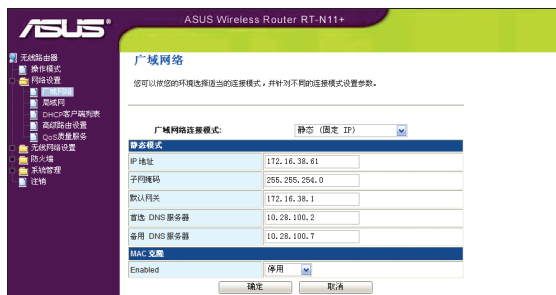 ASUS
ASUS Wireless Router RT-N11+
无线路由器
操作模式
网络设置
广域网络
局域网
DHCP客户端列表
高级路由设置
QoS质量服务
无线网络设置
防火墙
系统管理
注销
广域网络
您可以依您的环境选择适当的连接模式，并针对不同的连接模式设置参数。
广域网络连接模式: 静态 (固定 IP)
静态模式
IP 地址 172.16.38.61
子网掩码 255.255.254.0
默认网关 172.16.38.1
首选 DNS 服务器 10.28.100.2
备用 DNS 服务器 10.28.100.7
MAC 克隆
Enabled 停用
确定 取消